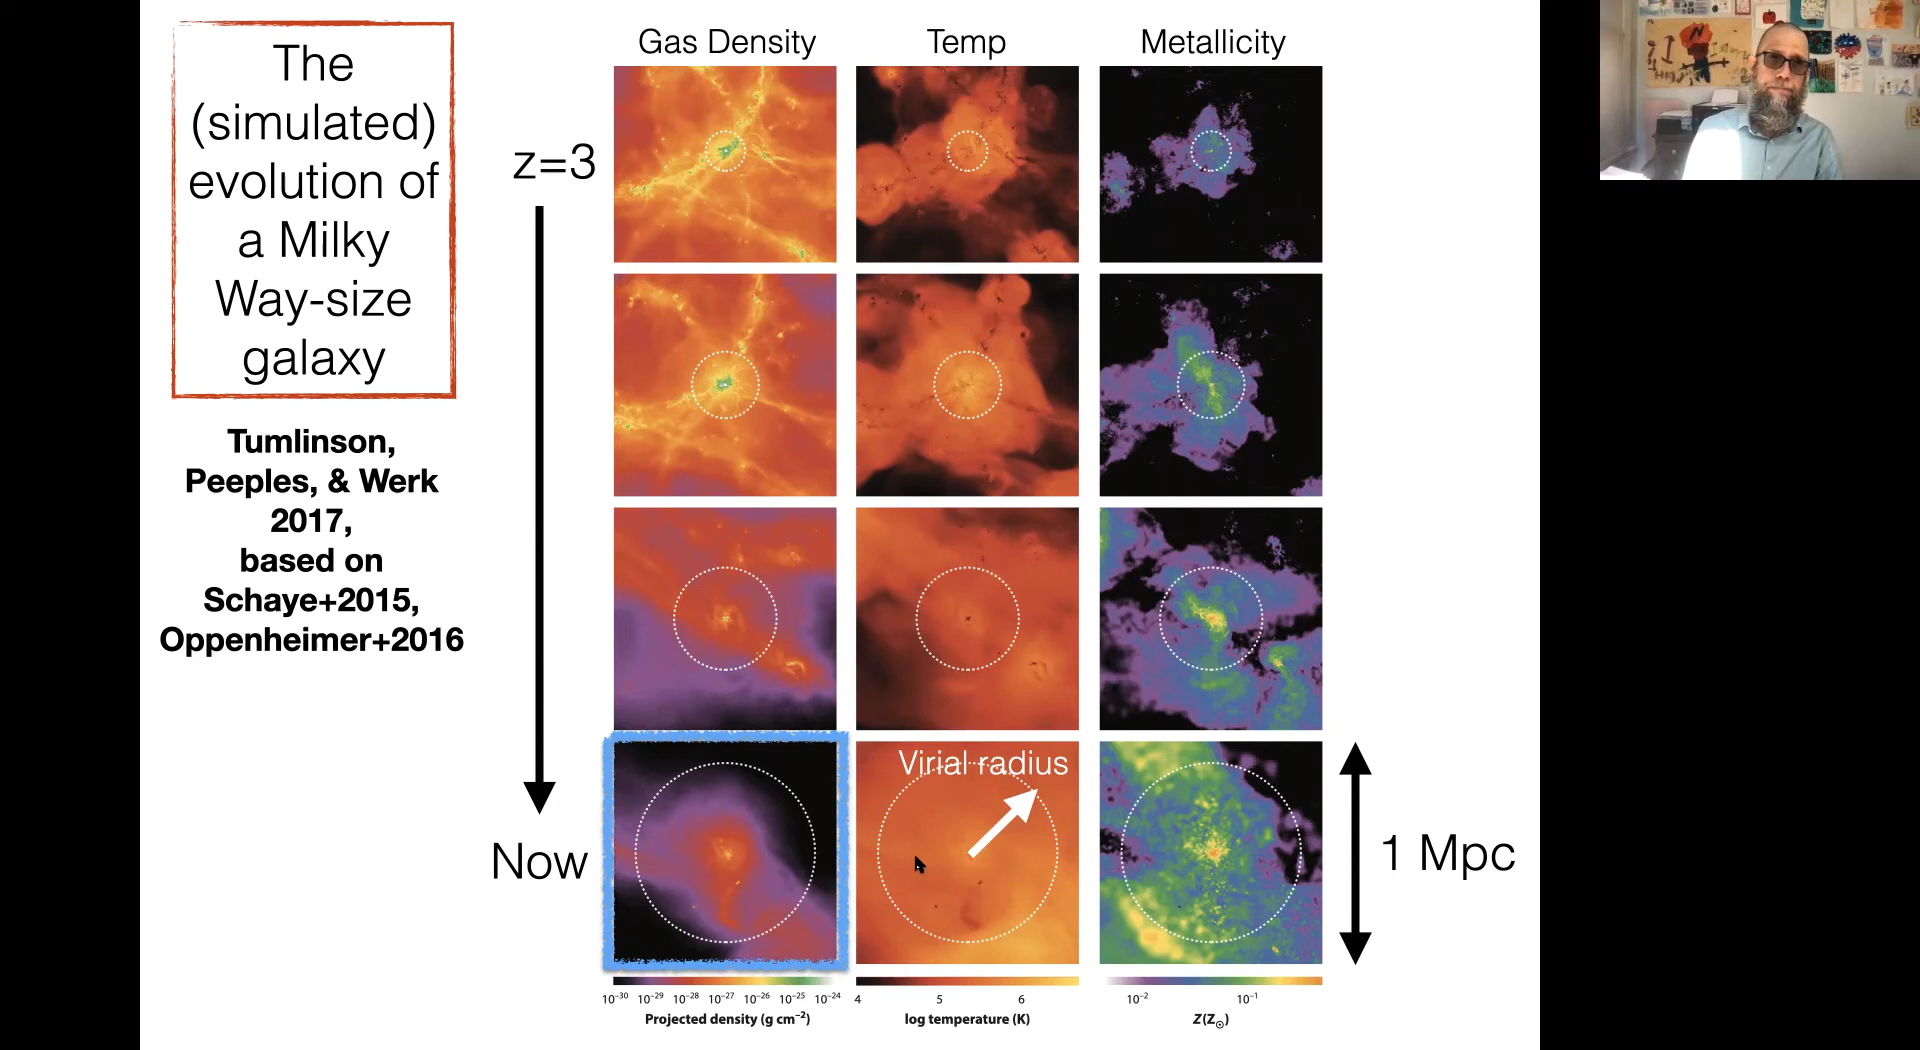 The
(simulated)
evolution of
a Milky
Way-size
galaxy
Tumlinson,
Peeples, & Werk
2017,
based on
Schaye+2015,
Oppenheimer+2016
z=3
Now
Gas Density
Temp
Metallicity
Virial radius
1 Mpc
10⁻³⁰ 10⁻²⁹ 10⁻²⁸ 10⁻²⁷ 10⁻²⁶ 10⁻²⁵ 10⁻²⁴
Projected density (g cm⁻²)
4 5 6
log temperature (K)
10⁻² 10⁻¹
Z(Z⊙)